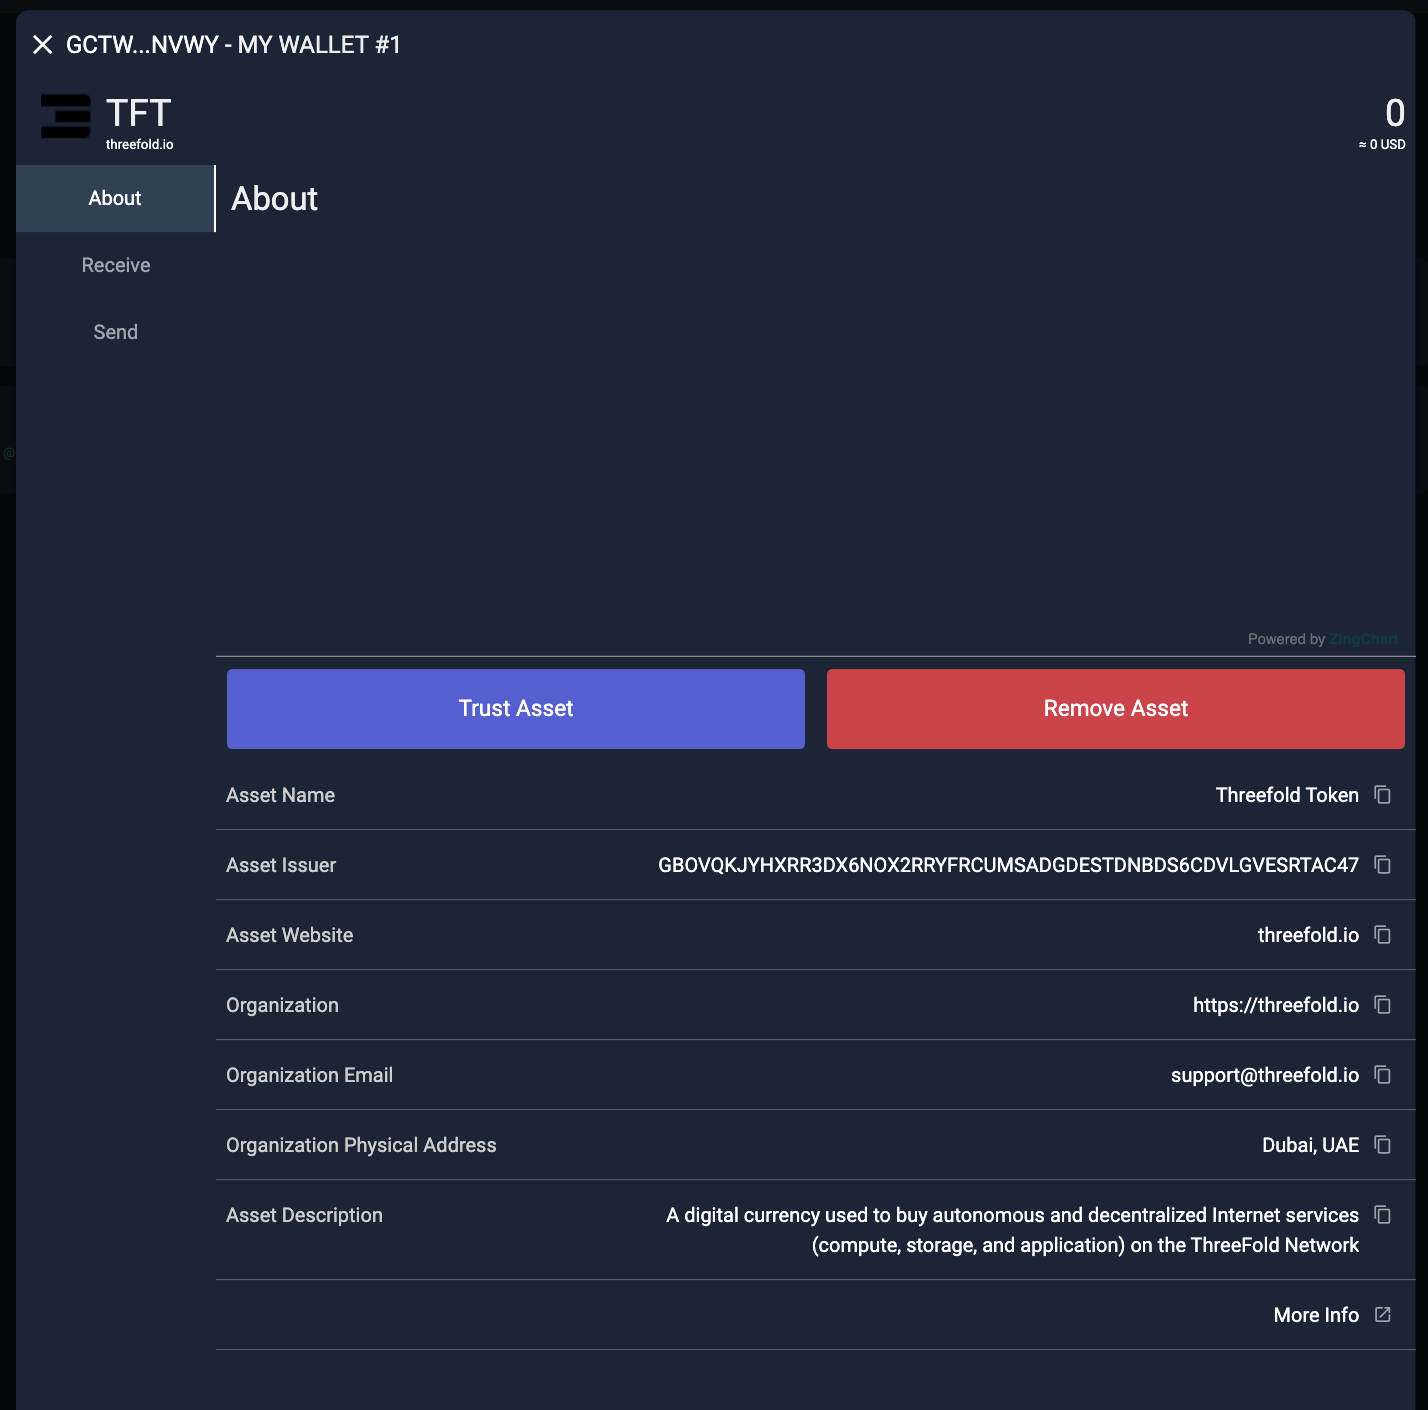 GCTW...NVWY - MY WALLET #1
TFT
threefold.io
0
≈ 0 USD
About
Receive
Send
About
Powered by ZingChart
Trust Asset
Remove Asset
Asset Name
Threefold Token
Asset Issuer
GBOVQKJYHXRR3DX6NOX2RRYFRCUMSADGDESTDNBDS6CDVLGVESRTAC47
Asset Website
threefold.io
Organization
https://threefold.io
Organization Email
support@threefold.io
Organization Physical Address
Dubai, UAE
Asset Description
A digital currency used to buy autonomous and decentralized Internet services
(compute, storage, and application) on the ThreeFold Network
More Info
@